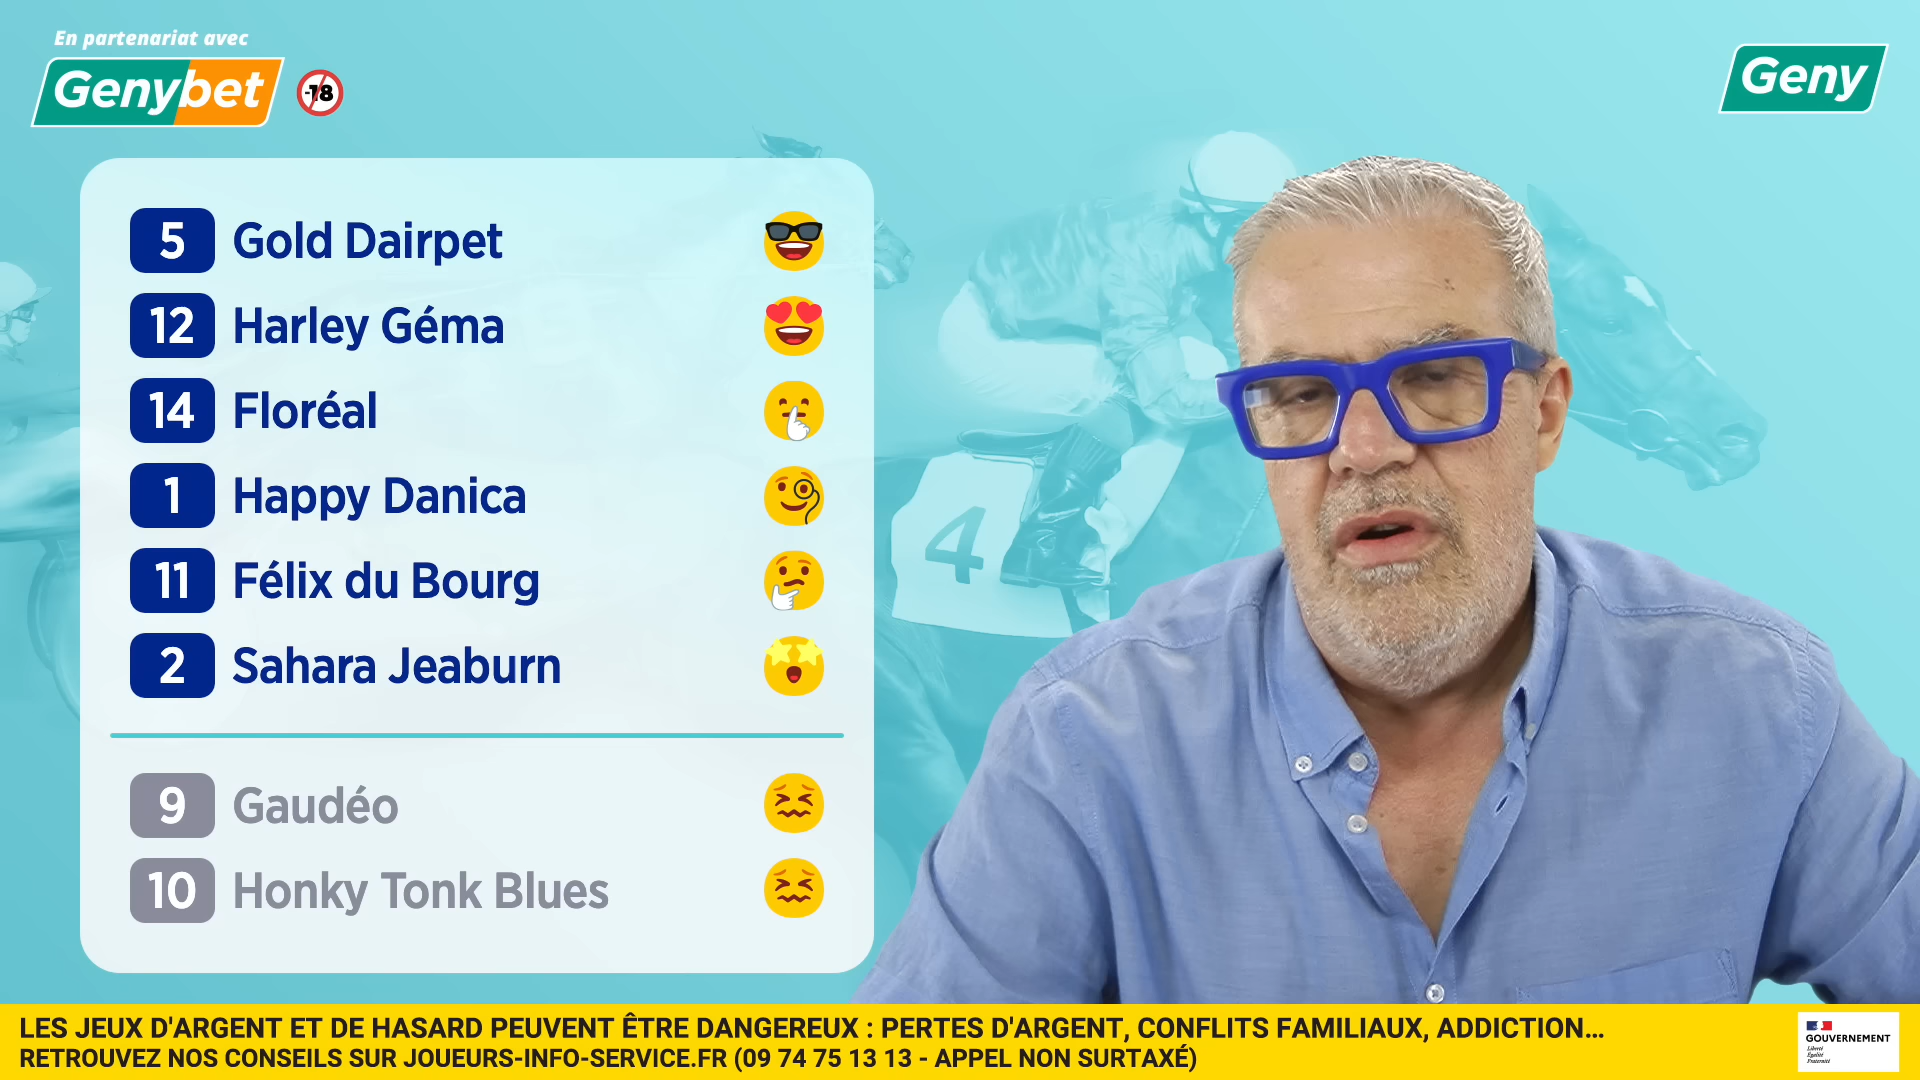 En partenariat avec
Genybet
-18
Geny
5 Gold Dairpet
12 Harley Géma
14 Floréal
1 Happy Danica
11 Félix du Bourg
2 Sahara Jeaburn
9 Gaudéo
10 Honky Tonk Blues
4
LES JEUX D'ARGENT ET DE HASARD PEUVENT ÊTRE DANGEREUX : PERTES D'ARGENT, CONFLITS FAMILIAUX, ADDICTION...
RETROUVEZ NOS CONSEILS SUR JOUEURS-INFO-SERVICE.FR (09 74 75 13 13 - APPEL NON SURTAXÉ)
GOUVERNEMENT
Liberté
Égalité
Fraternité